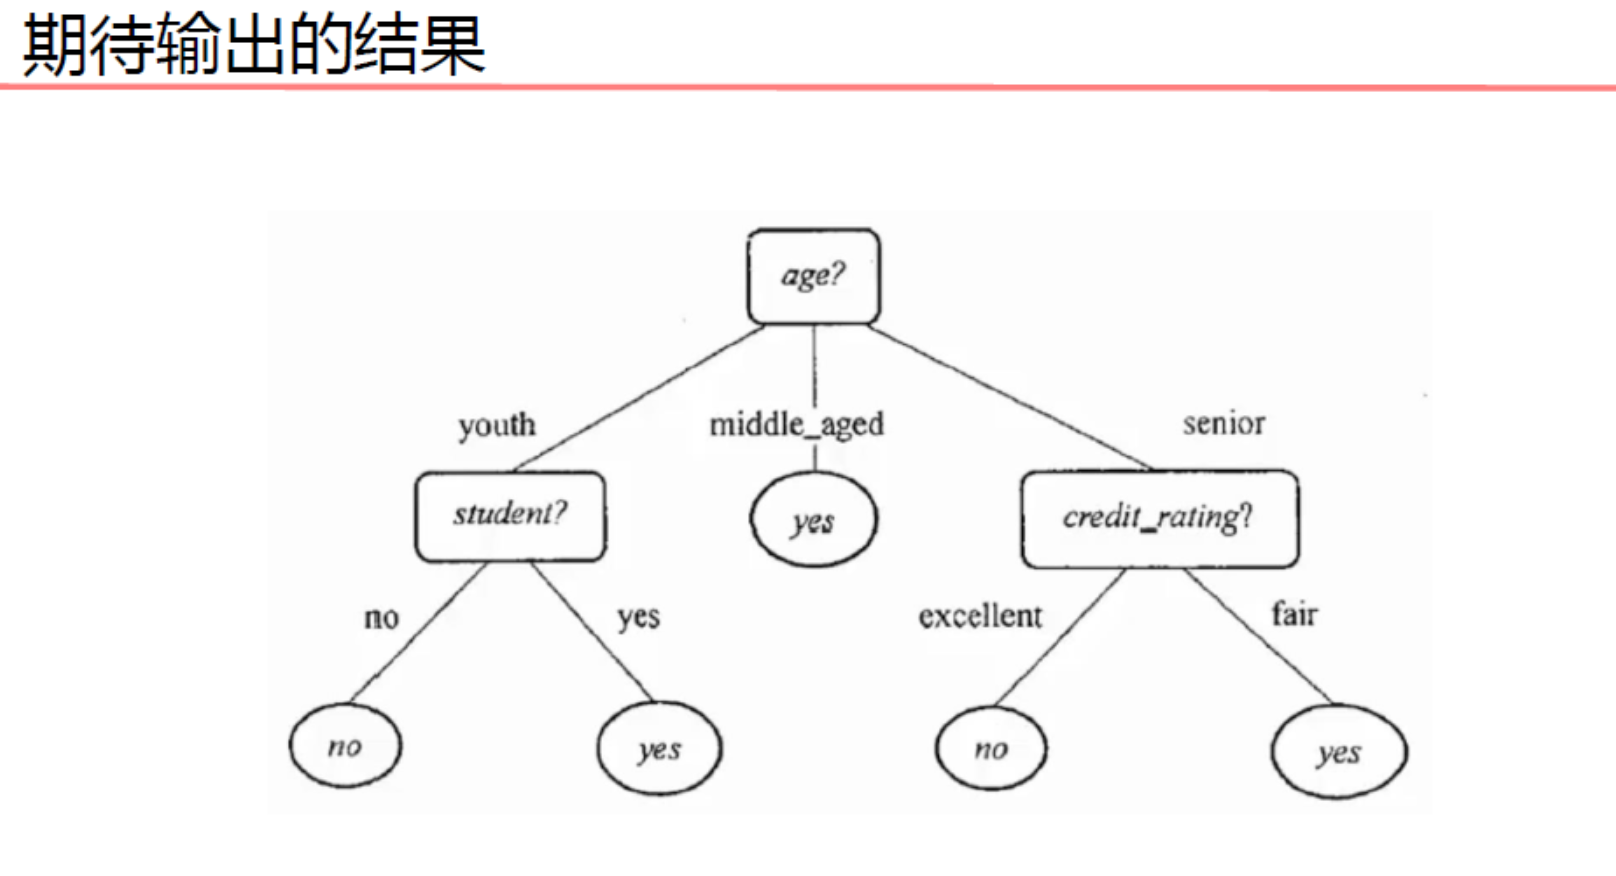 期待输出的结果
age?
youth
middle_aged
senior
student?
yes
credit_rating?
no
yes
excellent
fair
no
yes
no
yes